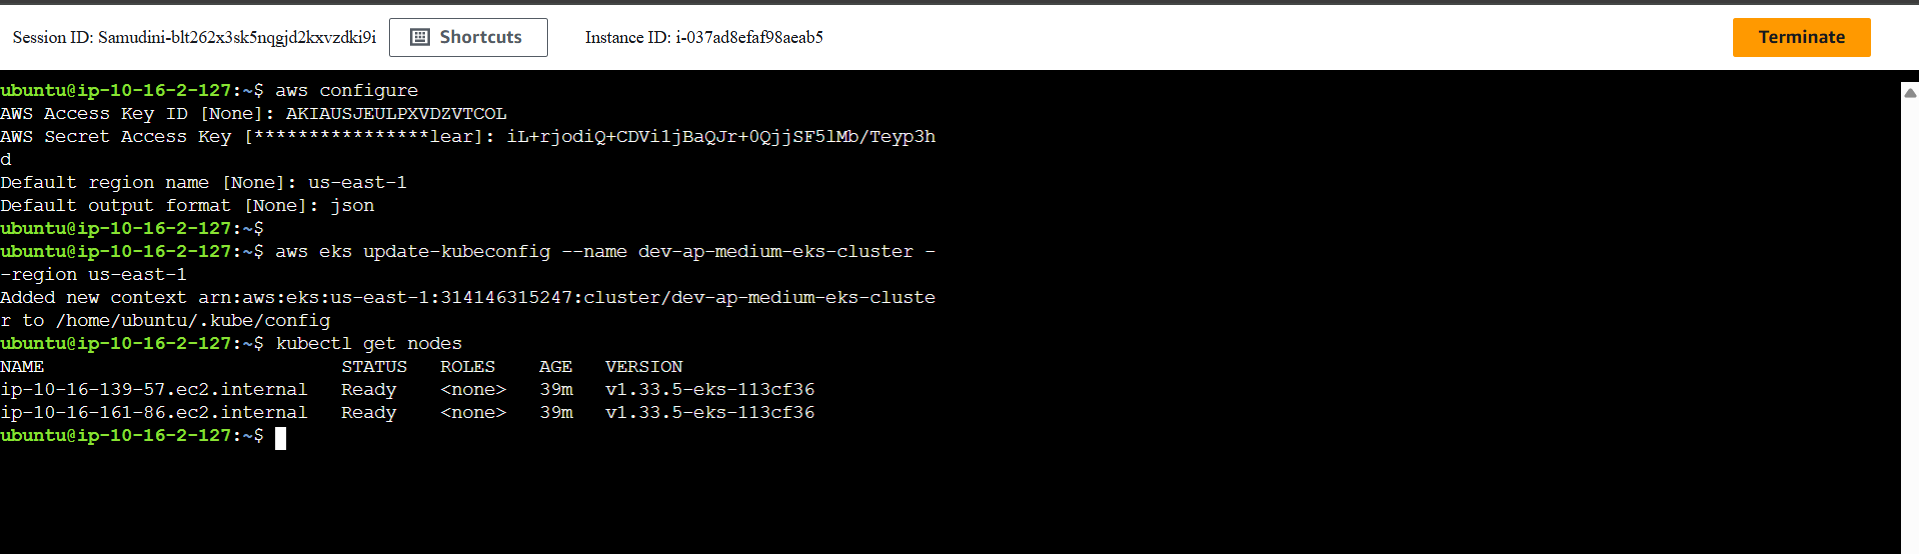 Session ID: Samudini-blt262x3sk5nqgjd2kxvzdki9i
Shortcuts
Instance ID: i-037ad8efaf98aeab5
Terminate
ubuntu@ip-10-16-2-127:~$ aws configure
AWS Access Key ID [None]: AKIAUSJEULPXVDZVTCOL
AWS Secret Access Key [****************lear]: iL+rjodiQ+CDVi1jBaQJr+0QjjSF5lMb/Teyp3h
d
Default region name [None]: us-east-1
Default output format [None]: json
ubuntu@ip-10-16-2-127:~$
ubuntu@ip-10-16-2-127:~$ aws eks update-kubeconfig --name dev-ap-medium-eks-cluster -
-region us-east-1
Added new context arn:aws:eks:us-east-1:314146315247:cluster/dev-ap-medium-eks-cluste
r to /home/ubuntu/.kube/config
ubuntu@ip-10-16-2-127:~$ kubectl get nodes
NAME STATUS ROLES AGE VERSION
ip-10-16-139-57.ec2.internal Ready <none> 39m v1.33.5-eks-113cf36
ip-10-16-161-86.ec2.internal Ready <none> 39m v1.33.5-eks-113cf36
ubuntu@ip-10-16-2-127:~$